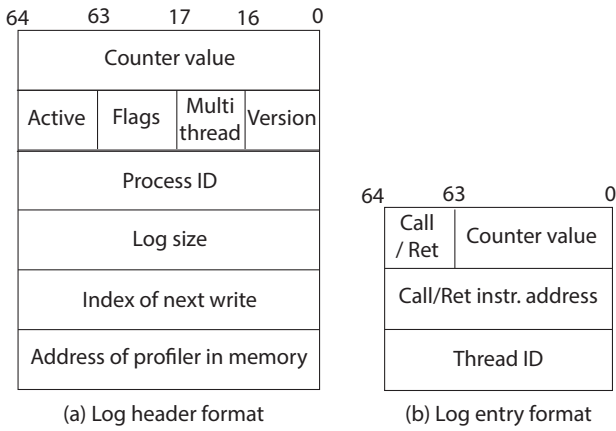 64 63 17 16 0
Counter value
Active Flags Multi thread Version
Process ID
Log size
Index of next write
Address of profiler in memory
(a) Log header format
64 63 0
Call / Ret Counter value
Call/Ret instr. address
Thread ID
(b) Log entry format